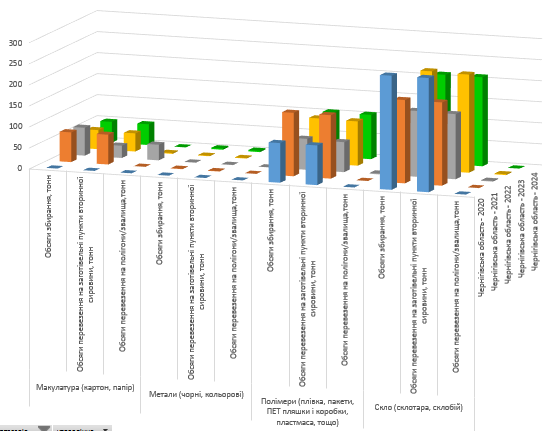 300
250
200
150
100
50
0
Обсяги збирання, тонн
Обсяги перевезення на заготівельні пункти вторинної
сировини, тонн
Обсяги перевезення на полігони/звалища,тонн
Обсяги збирання, тонн
Обсяги перевезення на заготівельні пункти вторинної
сировини, тонн
Обсяги перевезення на полігони/звалища,тонн
Обсяги збирання, тонн
Обсяги перевезення на заготівельні пункти вторинної
сировини, тонн
Обсяги перевезення на полігони/звалища,тонн
Обсяги збирання, тонн
Обсяги перевезення на заготівельні пункти вторинної
сировини, тонн
Обсяги перевезення на полігони/звалища,тонн
Чернігівська область - 2020
Чернігівська область - 2021
Чернігівська область - 2022
Чернігівська область - 2023
Чернігівська область - 2024
Макулатура (картон, папір)
Метали (чорні, кольорові)
Полімери (плівка, пакети,
ПЕТ пляшки і коробки,
пластмаса, тощо)
Скло (склотара, склобій)